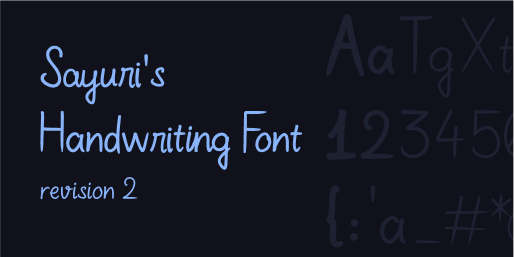 Sayuri's
Handwriting Font
revision 2
AaTgXt
123456
{:'a_#*